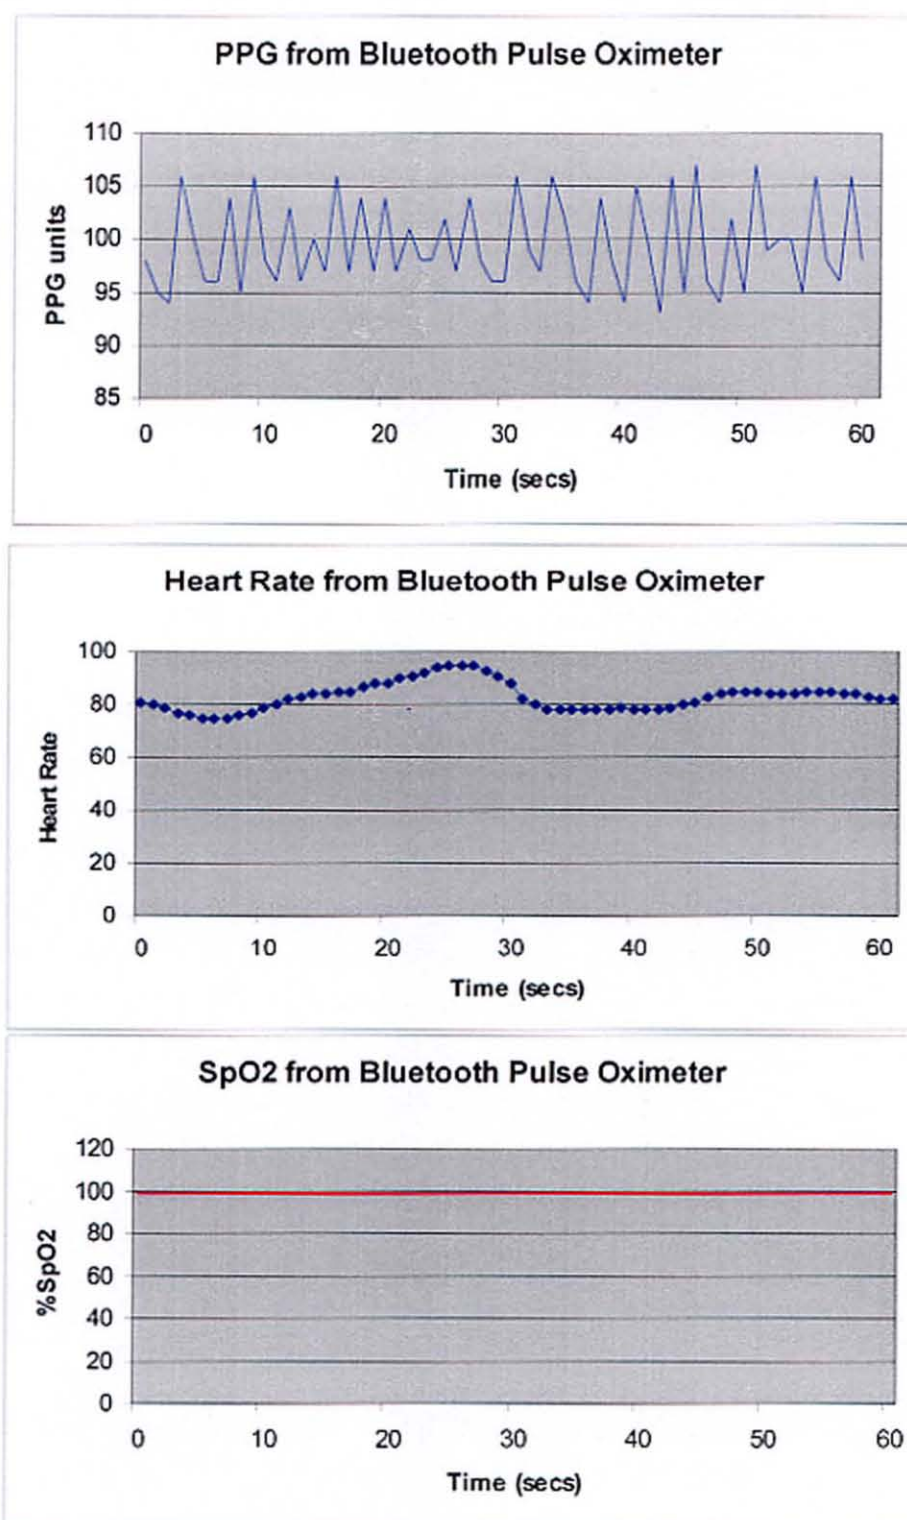 PPG from Bluetooth Pulse Oximeter
110
105
100
95
90
85
PPG units
0 10 20 30 40 50 60
Time (secs)
Heart Rate from Bluetooth Pulse Oximeter
100
80
60
40
20
0
Heart Rate
0 10 20 30 40 50 60
Time (secs)
SpO2 from Bluetooth Pulse Oximeter
120
100
80
60
40
20
0
%SpO2
0 10 20 30 40 50 60
Time (secs)